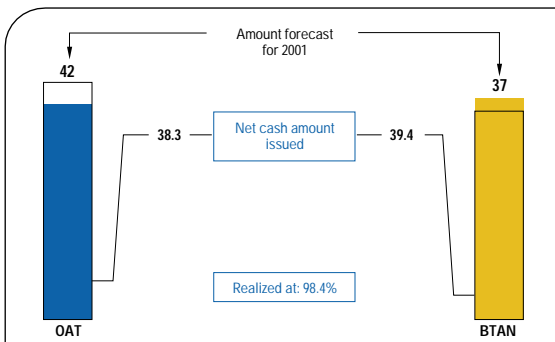 Amount forecast
for 2001
42
37
38.3
Net cash amount
issued
39.4
Realized at: 98.4%
OAT
BTAN